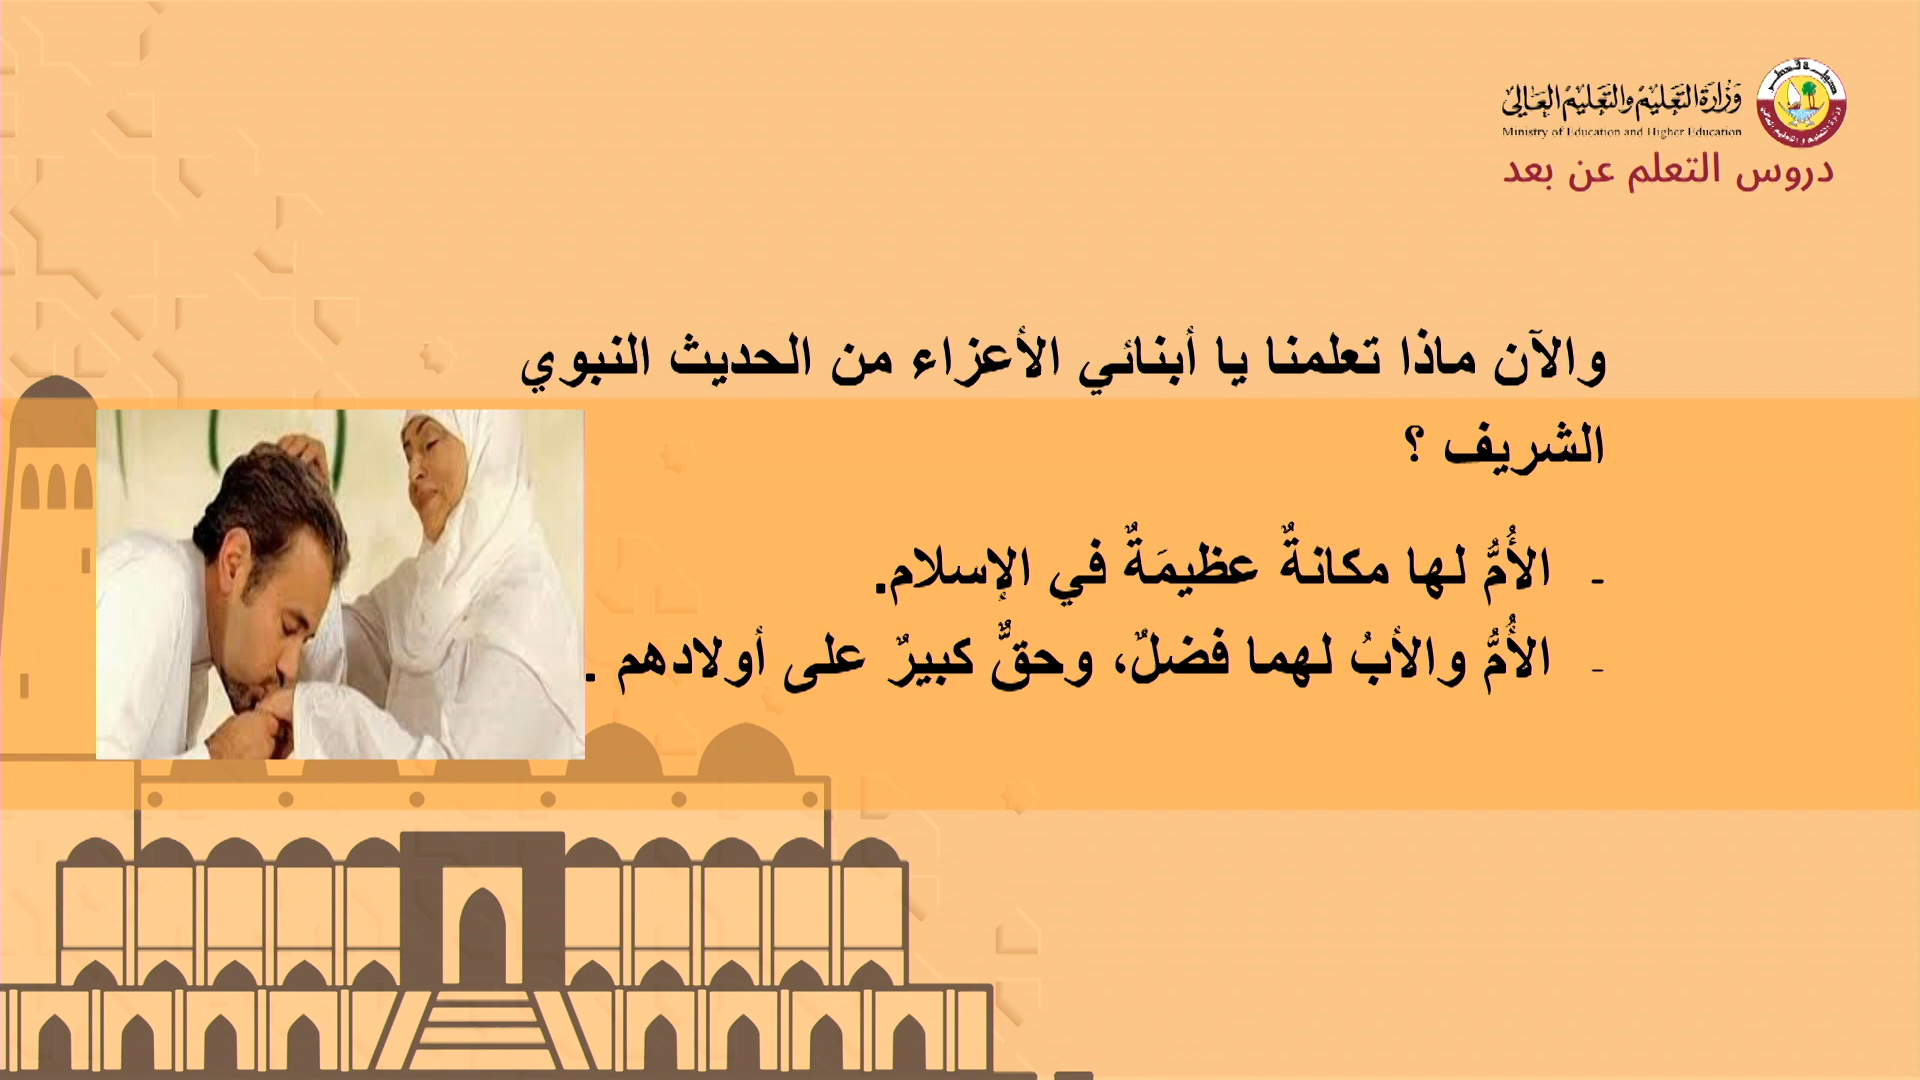 وزارة التعليم والتعليم العالي
Ministry of Education and Higher Education
دروس التعلم عن بعد
والآن ماذا تعلمنا يا أبنائي الأعزاء من الحديث النبوي
الشريف ؟
- الأُمُّ لها مكانةٌ عظيمَةٌ في الإسلام.
- الأُمُّ والأبُ لهما فضلٌ، وحقٌّ كبيرٌ على أولادهم .